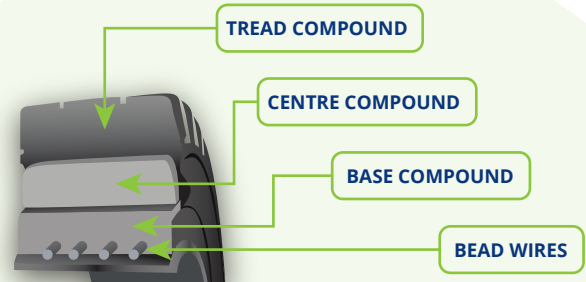 TREAD COMPOUND
CENTRE COMPOUND
BASE COMPOUND
BEAD WIRES